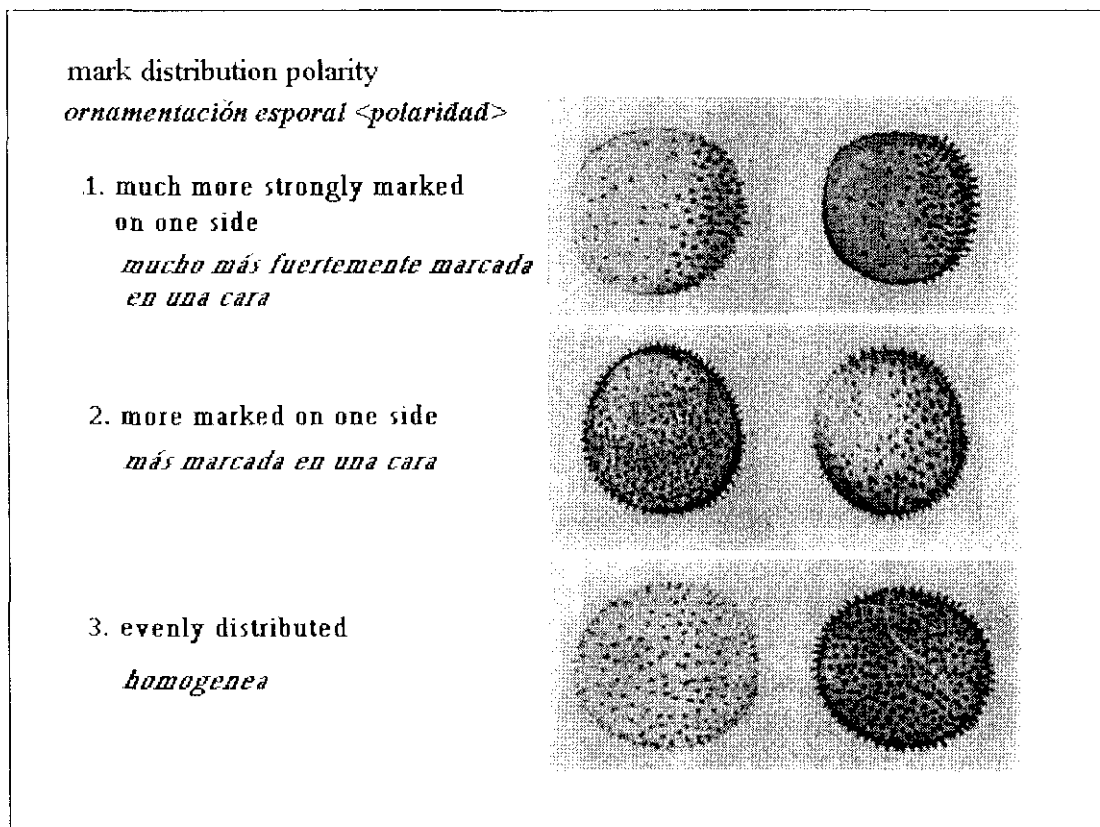 mark distribution polarity
ornamentación esporal <polaridad>
1. much more strongly marked
on one side
mucho más fuertemente marcada
en una cara
2. more marked on one side
más marcada en una cara
3. evenly distributed
homogenea